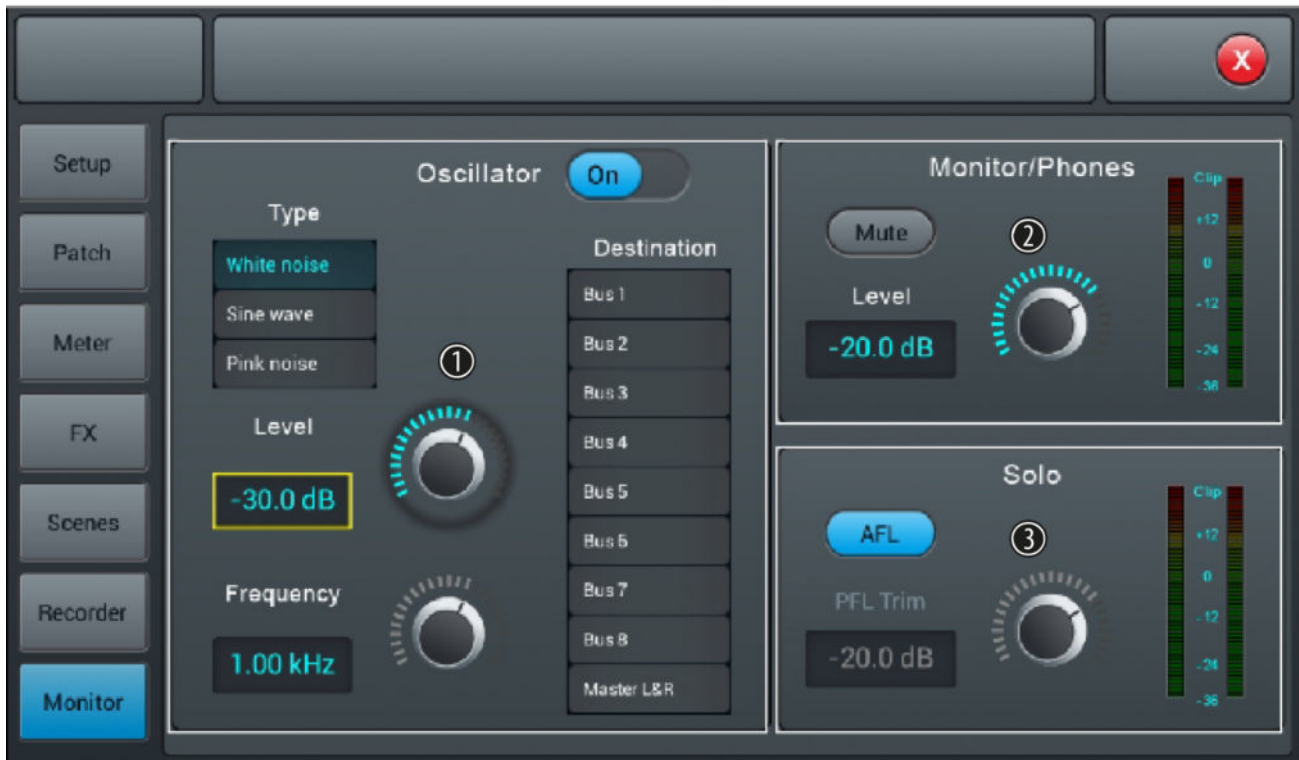 X
Setup
Patch
Meter
FX
Scenes
Recorder
Monitor
Oscillator
On
Type
White noise
Sine wave
Pink noise
①
Level
-30.0 dB
Frequency
1.00 kHz
Destination
Bus 1
Bus 2
Bus 3
Bus 4
Bus 5
Bus 6
Bus 7
Bus 8
Master L&R
Monitor/Phones
Mute
②
Level
-20.0 dB
Clip
+12
0
-12
-24
-36
Solo
AFL
③
PFL Trim
-20.0 dB
Clip
+12
0
-12
-24
-36